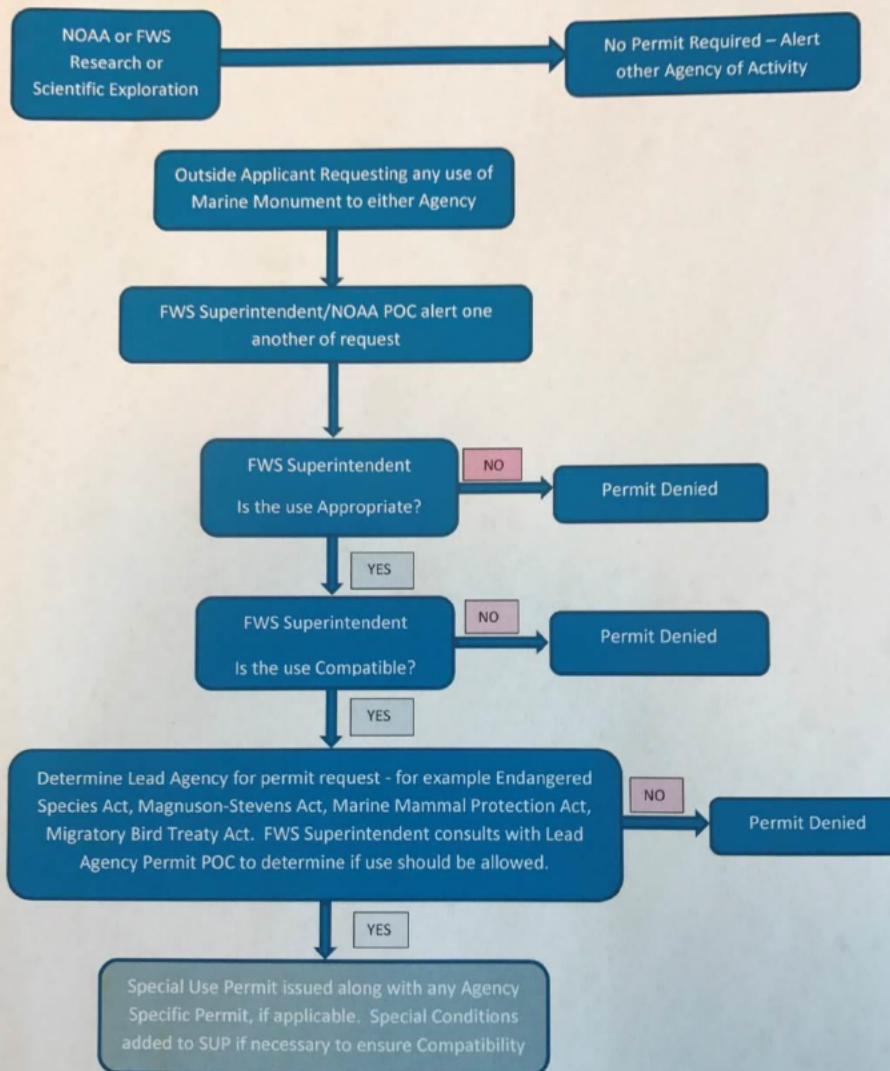 NOAA or FWS
Research or
Scientific Exploration
No Permit Required – Alert
other Agency of Activity
Outside Applicant Requesting any use of
Marine Monument to either Agency
FWS Superintendent/NOAA POC alert one
another of request
FWS Superintendent
Is the use Appropriate?
NO
Permit Denied
YES
FWS Superintendent
Is the use Compatible?
NO
Permit Denied
YES
Determine Lead Agency for permit request - for example Endangered
Species Act, Magnuson-Stevens Act, Marine Mammal Protection Act,
Migratory Bird Treaty Act.  FWS Superintendent consults with Lead
Agency Permit POC to determine if use should be allowed.
NO
Permit Denied
YES
Special Use Permit issued along with any Agency
Specific Permit, if applicable.  Special Conditions
added to SUP if necessary to ensure Compatibility